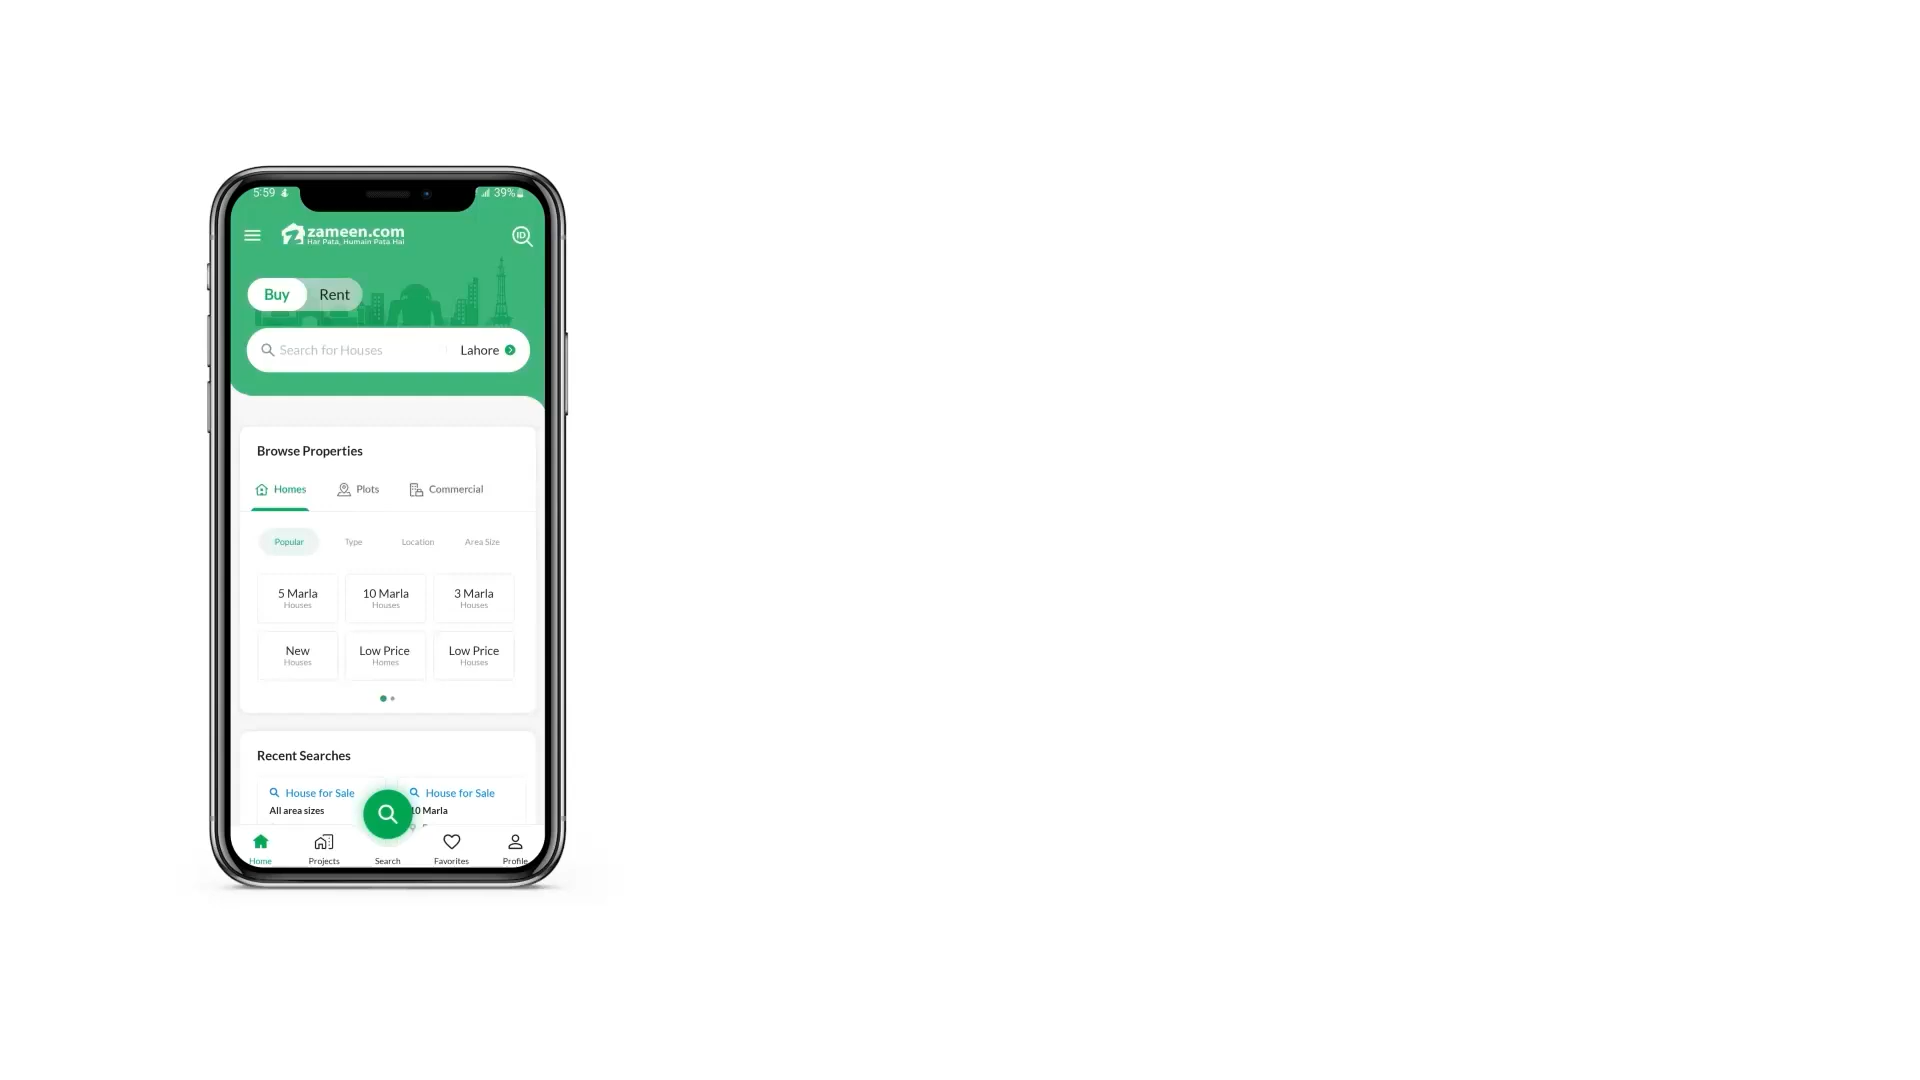 5:59
39%
zameen.com
Har Pata, Humain Pata Hai
ID
Buy Rent
Search for Houses Lahore
Browse Properties
Homes Plots Commercial
Popular Type Location Area Size
5 Marla 10 Marla 3 Marla
Houses Houses Houses
New Low Price Low Price
Houses Homes Houses
Recent Searches
House for Sale House for Sale
All area sizes 10 Marla
Home Projects Search Favorites Profile